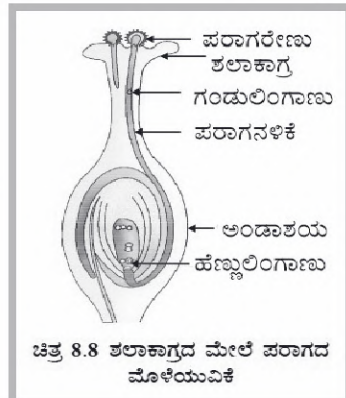 ಪರಾಗರೇಣು
ಶಲಾಕಾಗ್ರ
ಗಂಡುಲಿಂಗಾಣು
ಪರಾಗನಳಿಕೆ
ಅಂಡಾಶಯ
ಹೆಣ್ಣುಲಿಂಗಾಣು
ಚಿತ್ರ 8.8 ಶಲಾಕಾಗ್ರದ ಮೇಲೆ ಪರಾಗದ
ಮೊಳೆಯುವಿಕೆ